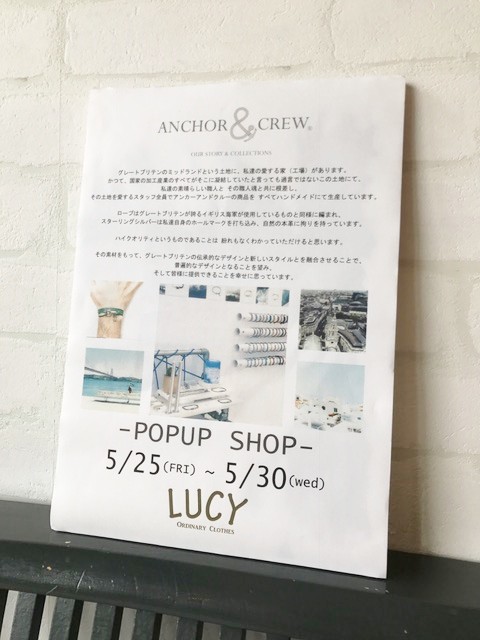 ANCHOR & CREW®
OUR STORY & COLLECTIONS
グレートブリテンのミッドランドという土地に、私達の愛する家（工場）があります。
かつて、国家の加工産業のすべてがそこに凝結していたと言っても過言ではないこの土地にて、
私達の素晴らしい職人と その職人魂と共に根差し、
その土地を愛するスタッフ全員でアンカーアンドクルーの商品を すべてハンドメイドにて生産しています。
ロープはグレートブリテンが誇るイギリス海軍が使用しているものと同様に編まれ、
スターリングシルバーは私達自身のホールマークを打ち込み、自然の本革に拘りを持っています。
ハイクオリティというものであることは 紛れもなくわかっていただけると思います。
その素材をもって、グレートブリテンの伝承的なデザインと新しいスタイルとを融合させることで、
普遍的なデザインとなることを望み、
そして皆様に提供できることを幸せに思っています。
-POPUP SHOP-
5/25(FRI) ~ 5/30(wed)
LUCY
ORDINARY CLOTHES